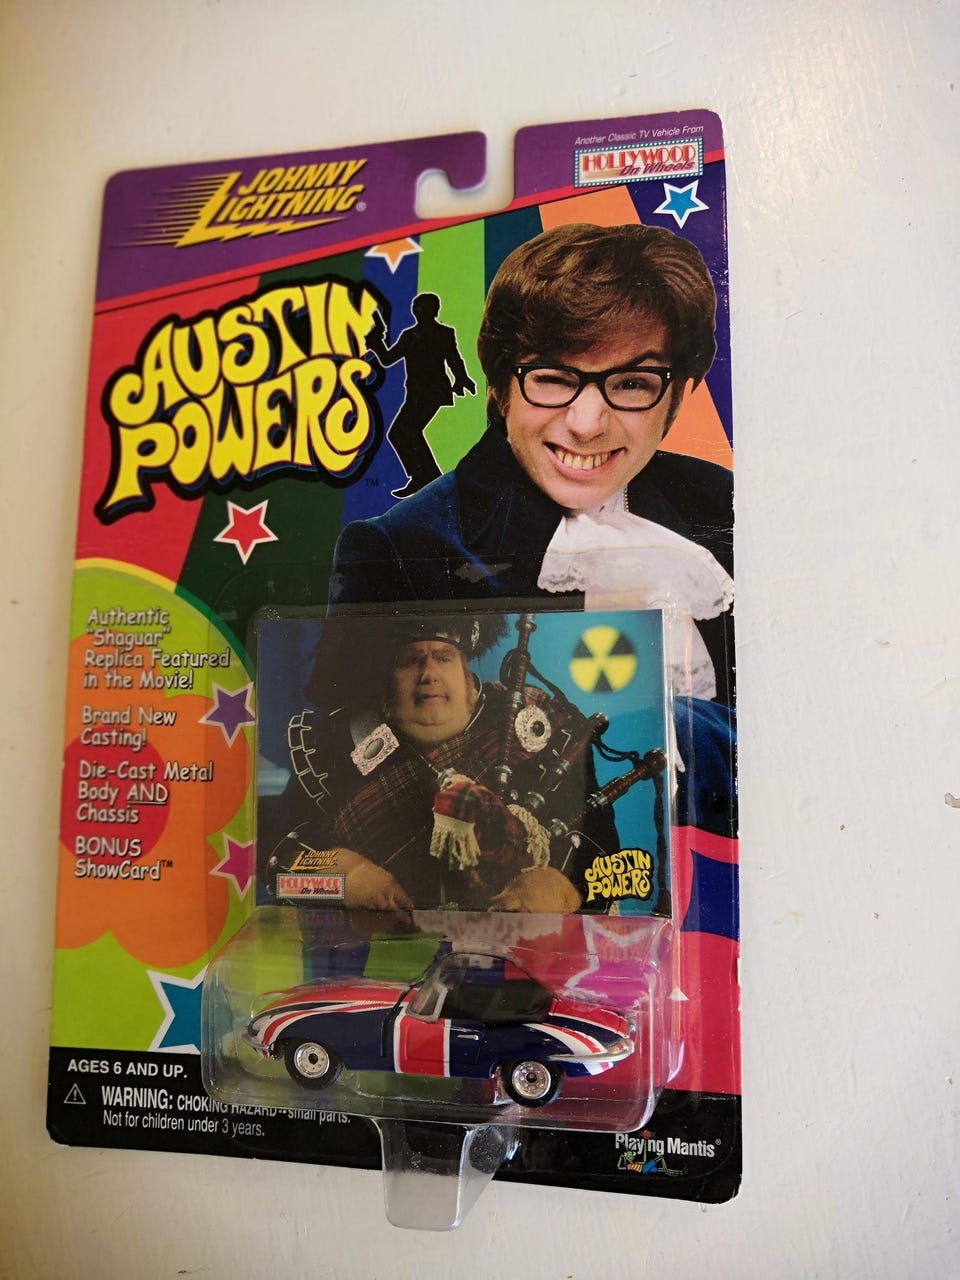 JOHNNY
LIGHTNING®
Another Classic TV Vehicle From
HOLLYWOOD
On Wheels
AUSTIN
POWERS
TM
Authentic
"Shaguar"
Replica Featured
in the Movie!
Brand New
Casting!
Die-Cast Metal
Body AND
Chassis
BONUS
ShowCard™
JOHNNY
LIGHTNING
HOLLYWOOD
On Wheels
AUSTIN
POWERS
AGES 6 AND UP.
WARNING: CHOKING HAZARD--small parts.
Not for children under 3 years.
Playing Mantis®